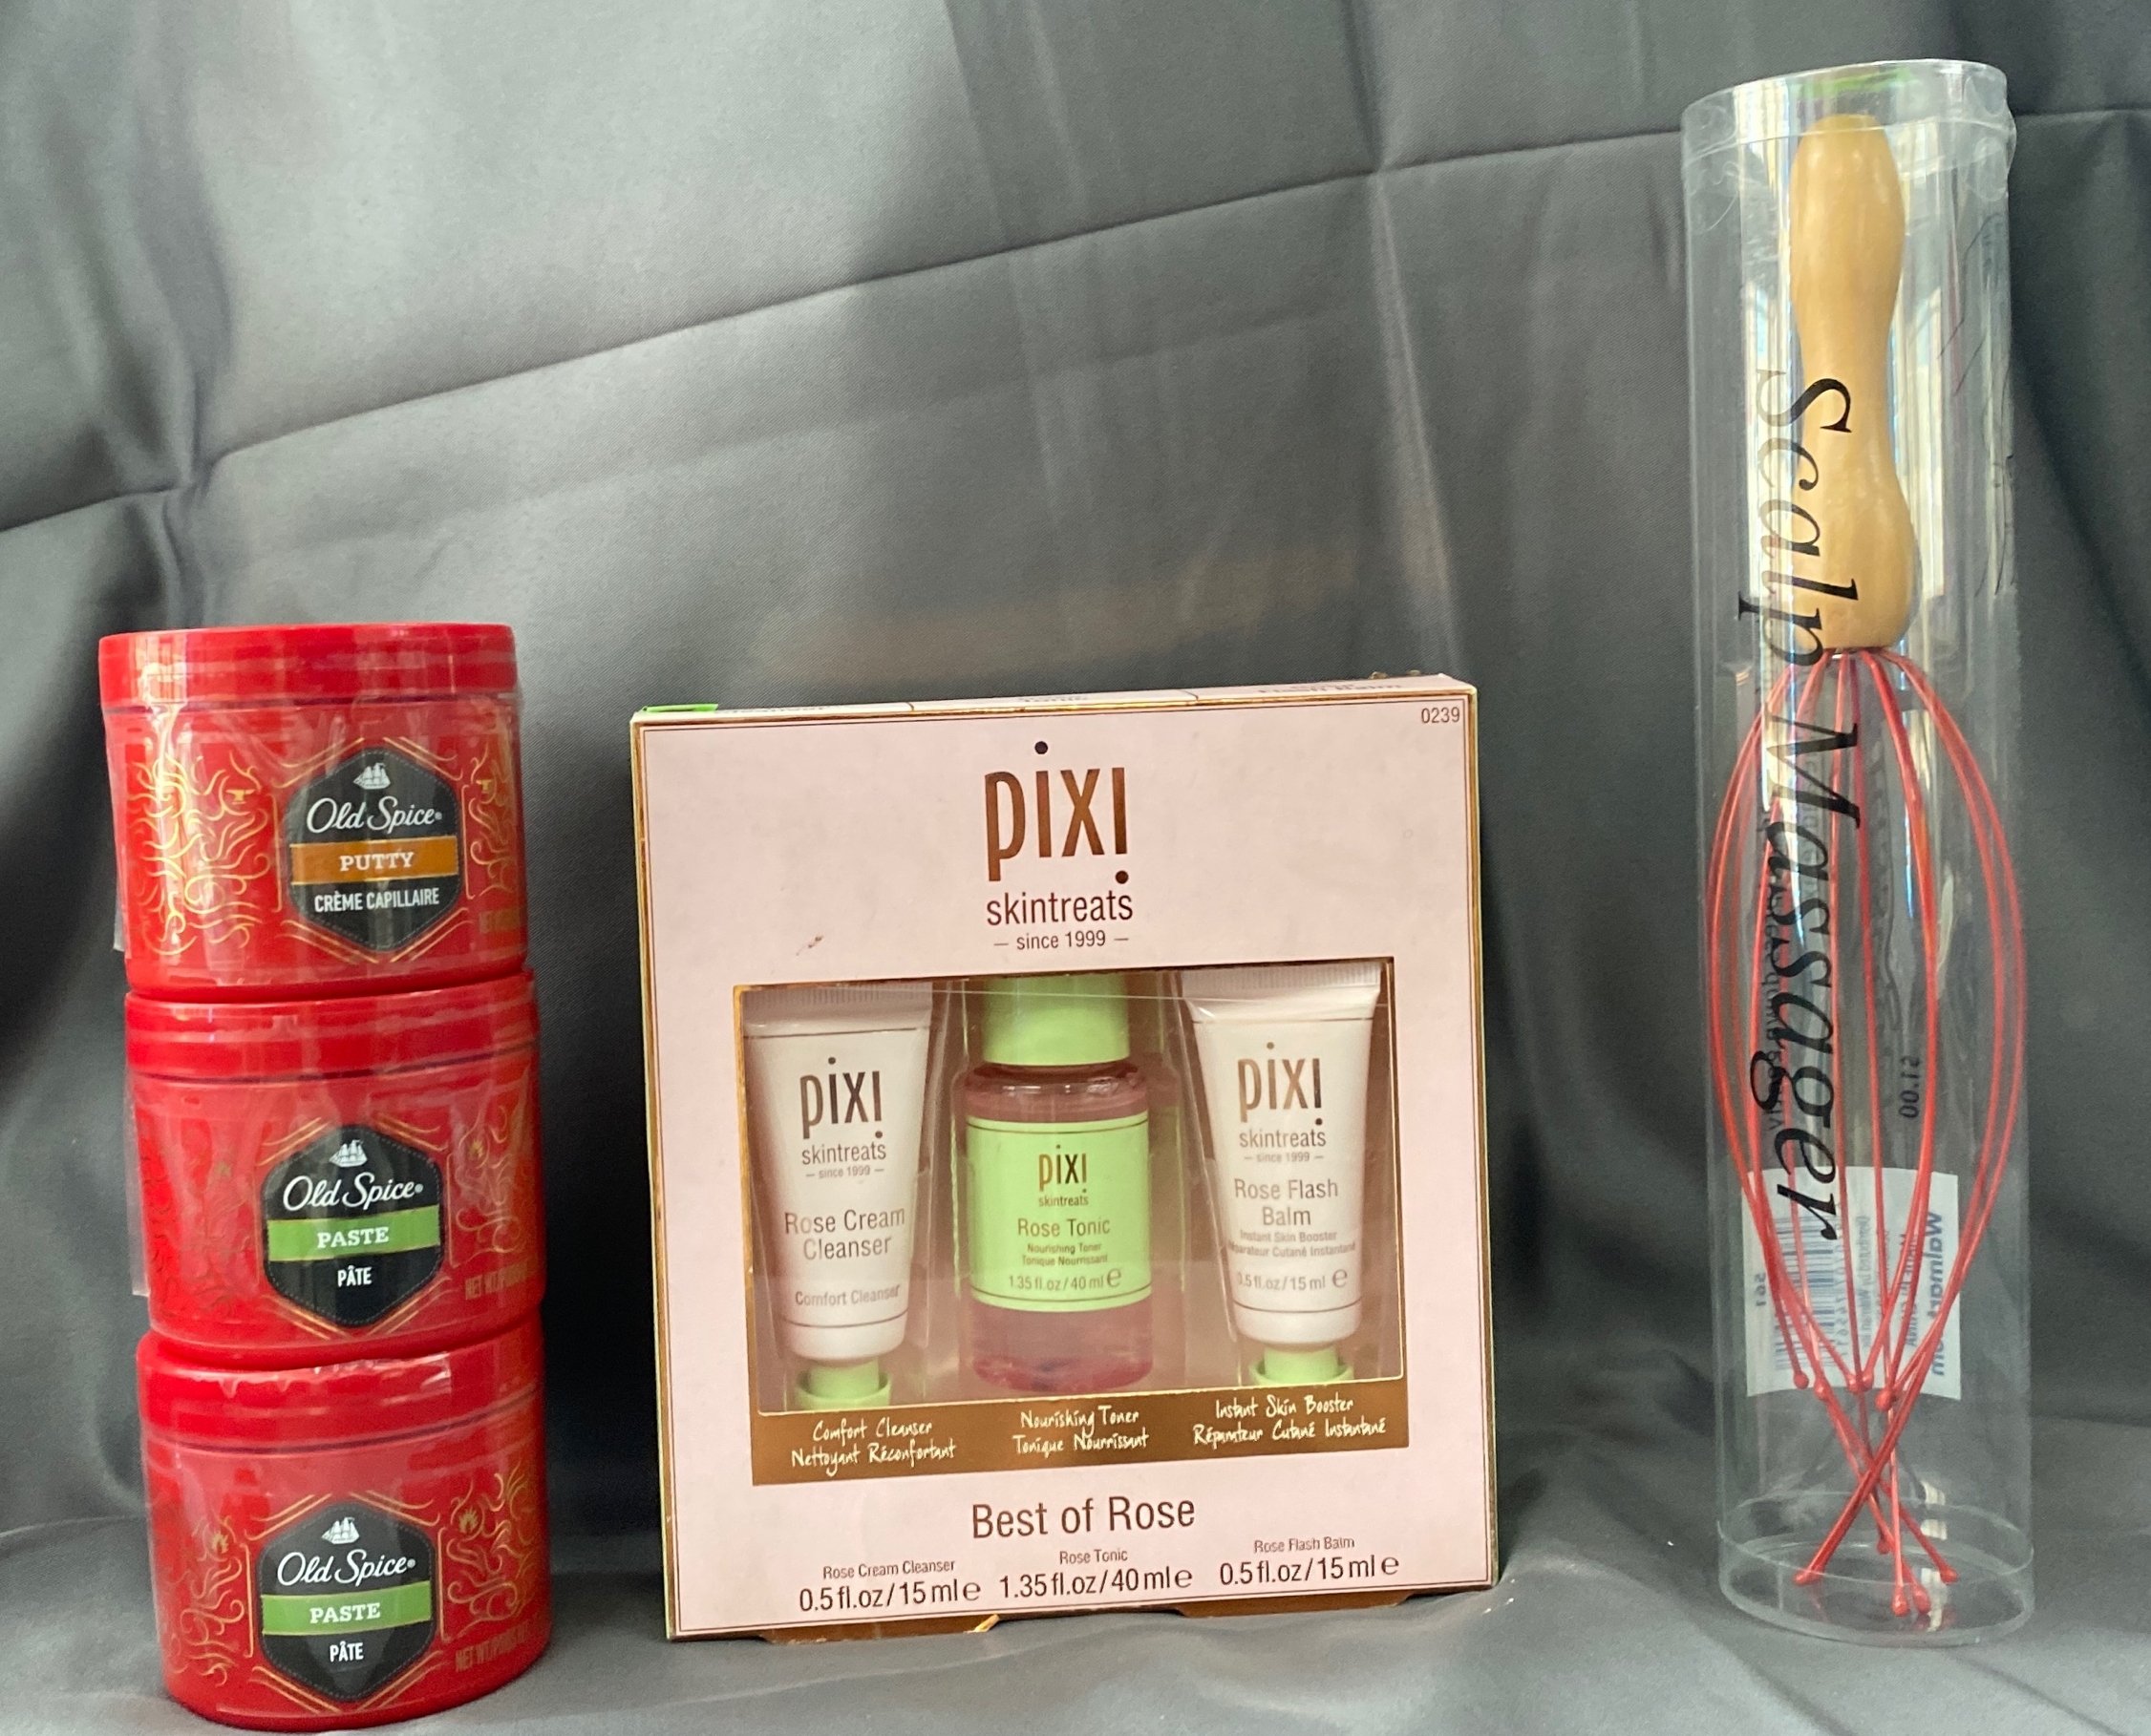 Old Spice
PUTTY
CRÈME CAPILLAIRE
Old Spice
PASTE
PÂTE
NET WT
Old Spice
PASTE
PÂTE
NET WT
0239
pixi
skintreats
— since 1999 —
pixi
skintreats
— since 1999 —
Rose Cream
Cleanser
Comfort Cleanser
pixi
skintreats
Rose Tonic
Nourishing Toner
Tonique Nourrissant
1.35 fl.oz/40 ml ℮
pixi
skintreats
— since 1999 —
Rose Flash
Balm
Instant Skin Booster
Réparateur Cutané Instantané
0.5 fl.oz/15 ml ℮
Comfort Cleanser
Nettoyant Réconfortant
Nourishing Toner
Tonique Nourrissant
Instant Skin Booster
Réparateur Cutané Instantané
Best of Rose
Rose Cream Cleanser
0.5 fl.oz/15 ml ℮
Rose Tonic
1.35 fl.oz/40 ml ℮
Rose Flash Balm
0.5 fl.oz/15 ml ℮
Scalp Massager
Walmart